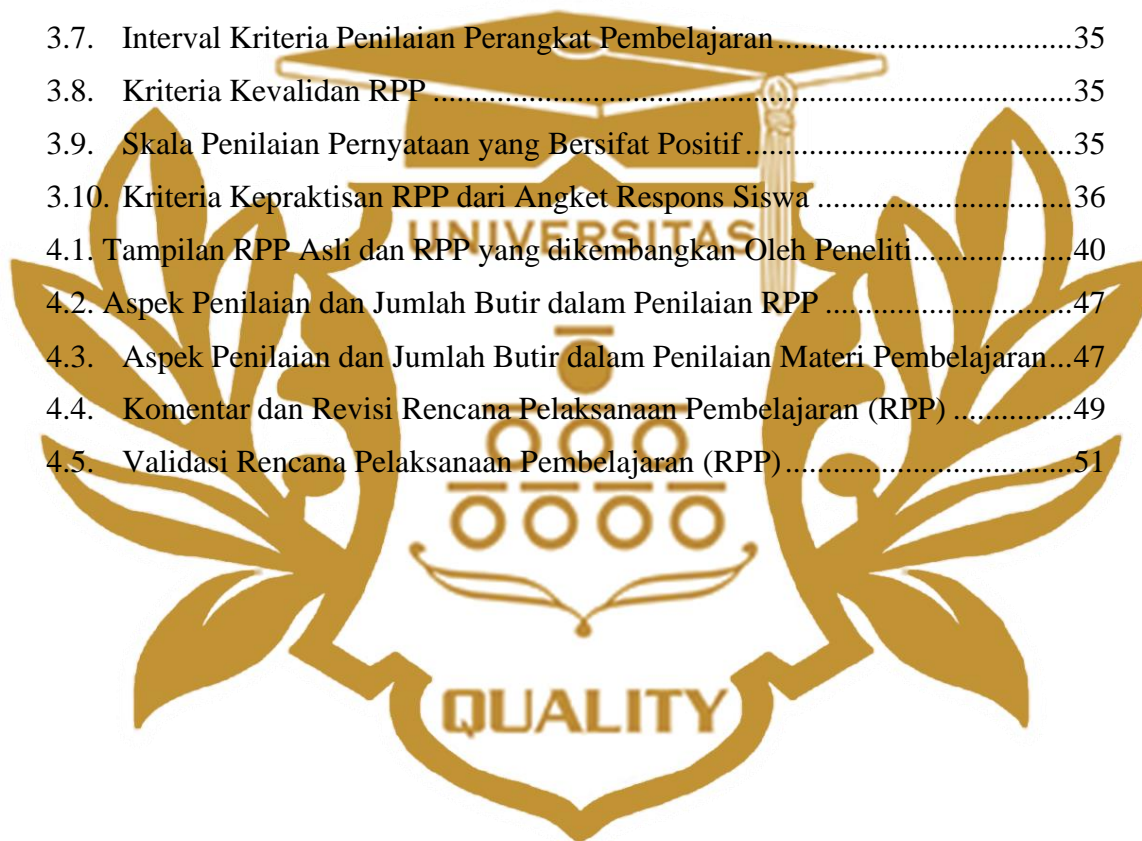 3.7. Interval Kriteria Penilaian Perangkat Pembelajaran....................................35
3.8. Kriteria Kevalidan RPP ..................................................................................35
3.9. Skala Penilaian Pernyataan yang Bersifat Positif..........................................35
3.10. Kriteria Kepraktisan RPP dari Angket Respons Siswa ................................36
UNIVERSITAS
4.1. Tampilan RPP Asli dan RPP yang dikembangkan Oleh Peneliti....................40
4.2. Aspek Penilaian dan Jumlah Butir dalam Penilaian RPP ...............................47
4.3. Aspek Penilaian dan Jumlah Butir dalam Penilaian Materi Pembelajaran...47
4.4. Komentar dan Revisi Rencana Pelaksanaan Pembelajaran (RPP) ...............49
4.5. Validasi Rencana Pelaksanaan Pembelajaran (RPP)....................................51
QUALITY